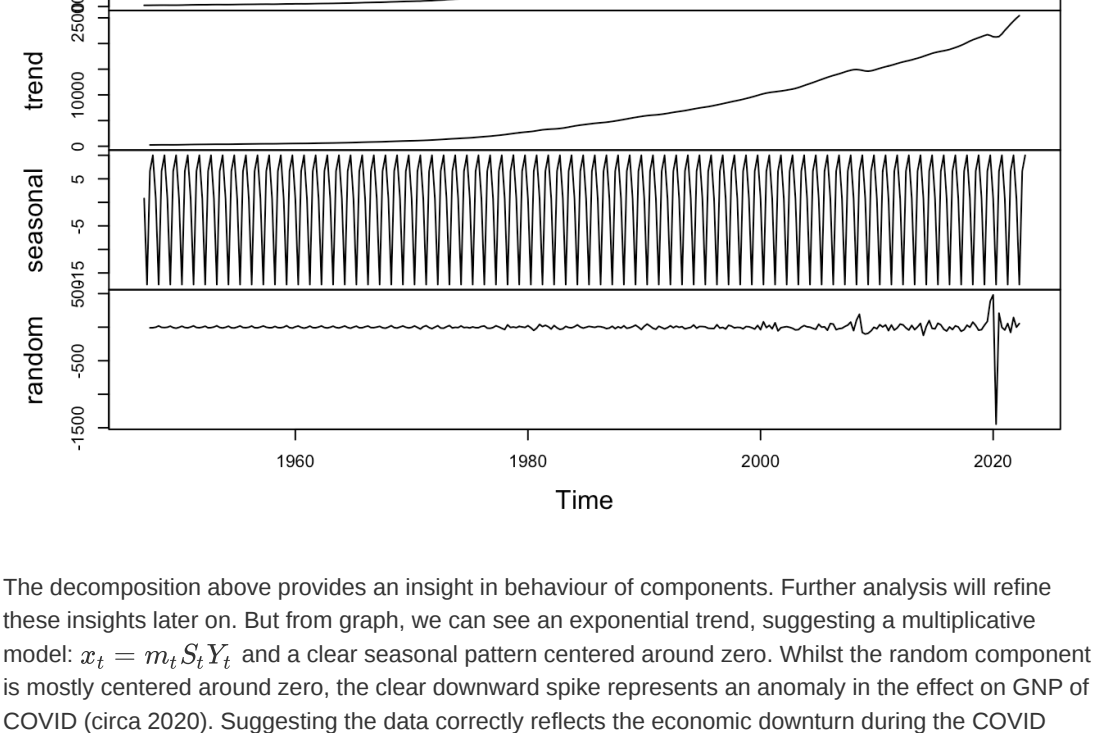 25000
10000
0
trend
5
-5
-15
seasonal
500
-500
-1500
random
1960 1980 2000 2020
Time
The decomposition above provides an insight in behaviour of components. Further analysis will refine
these insights later on. But from graph, we can see an exponential trend, suggesting a multiplicative
model: xₜ = mₜSₜYₜ and a clear seasonal pattern centered around zero. Whilst the random component
is mostly centered around zero, the clear downward spike represents an anomaly in the effect on GNP of
COVID (circa 2020). Suggesting the data correctly reflects the economic downturn during the COVID